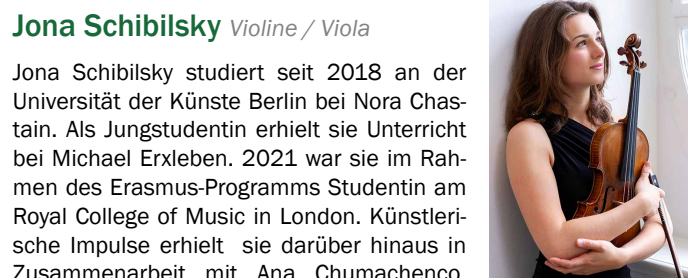 Jona Schibilsky Violine / Viola
Jona Schibilsky studiert seit 2018 an der
Universität der Künste Berlin bei Nora Chas-
tain. Als Jungstudentin erhielt sie Unterricht
bei Michael Erxleben. 2021 war sie im Rah-
men des Erasmus-Programms Studentin am
Royal College of Music in London. Künstleri-
sche Impulse erhielt sie darüber hinaus in
Zusammenarbeit mit Ana Chumachenco,